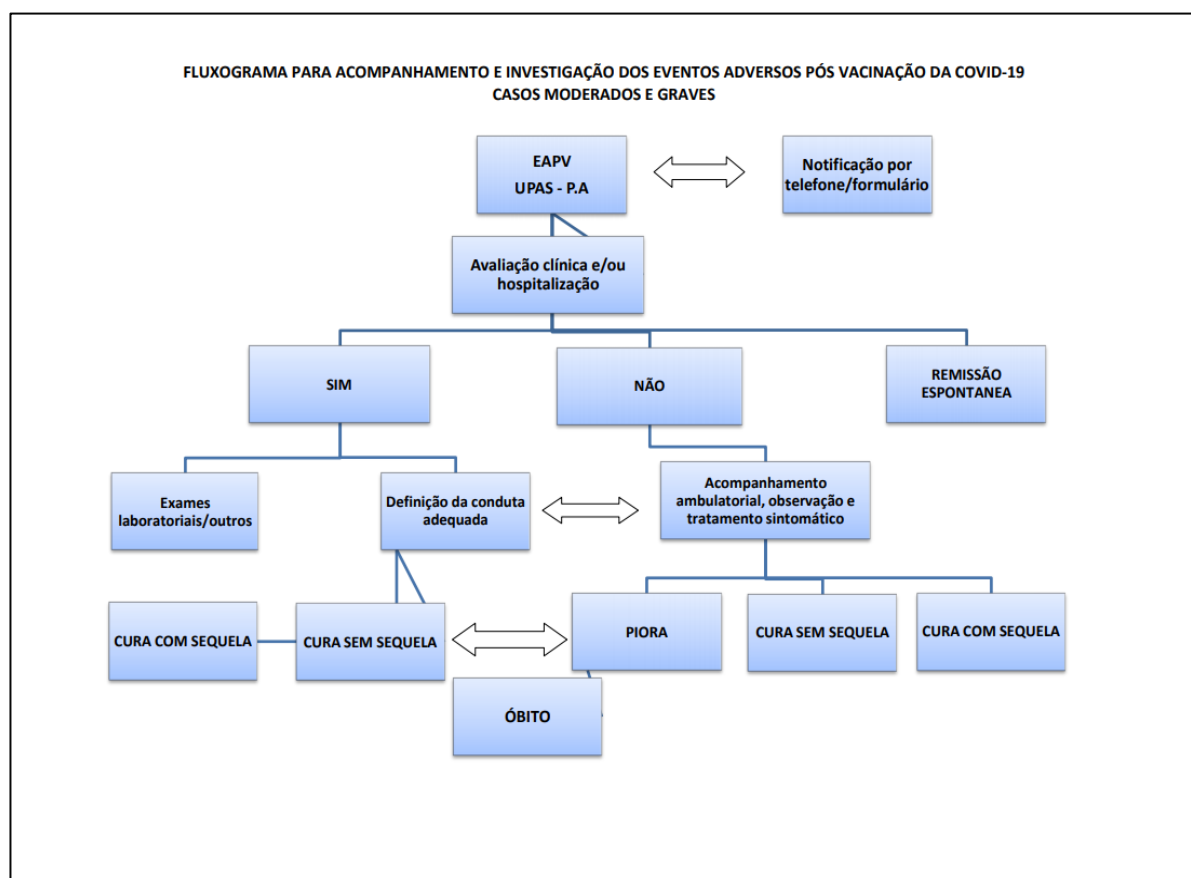 FLUXOGRAMA PARA ACOMPANHAMENTO E INVESTIGAÇÃO DOS EVENTOS ADVERSOS PÓS VACINAÇÃO DA COVID-19
CASOS MODERADOS E GRAVES
EAPV
UPAS - P.A
Notificação por
telefone/formulário
Avaliação clínica e/ou
hospitalização
SIM
NÃO
REMISSÃO
ESPONTANEA
Exames
laboratoriais/outros
Definição da conduta
adequada
Acompanhamento
ambulatorial, observação e
tratamento sintomático
CURA COM SEQUELA
CURA SEM SEQUELA
PIORA
CURA SEM SEQUELA
CURA COM SEQUELA
ÓBITO